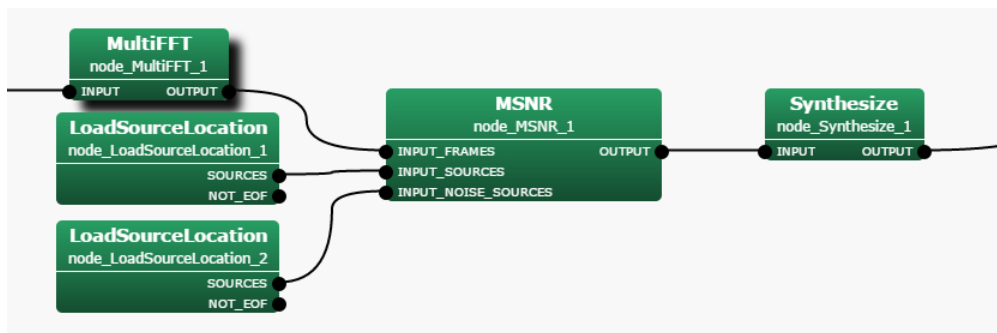 MultiFFT
node_MultiFFT_1
INPUT OUTPUT
LoadSourceLocation
node_LoadSourceLocation_1
SOURCES
NOT_EOF
LoadSourceLocation
node_LoadSourceLocation_2
SOURCES
NOT_EOF
MSNR
node_MSNR_1
INPUT_FRAMES OUTPUT
INPUT_SOURCES
INPUT_NOISE_SOURCES
Synthesize
node_Synthesize_1
INPUT OUTPUT